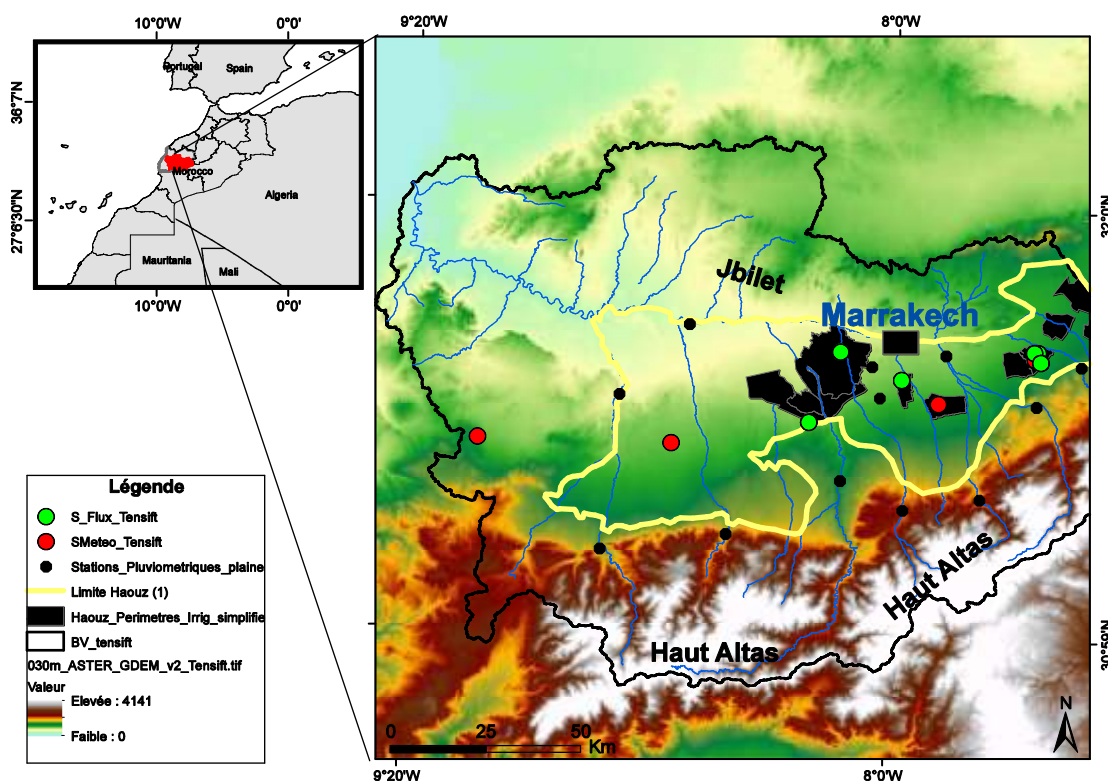 10°0'W 0°0'
Portugal
Spain
36°7'N
Morocco
Algeria
27°6'30"N
Mauritania
Mali
10°0'W 0°0'
9°20'W 8°0'W
32°0'N
Jbilet
Marrakech
Haut Altas
Haut Altas
30°59'N
N
0 25 50
Km
9°20'W 8°0'W
Légende
S_Flux_Tensift
SMeteo_Tensift
Stations_Pluviometriques_plaine
Limite Haouz (1)
Haouz_Perimetres_Irrig_simplifie
BV_tensift
030m_ASTER_GDEM_v2_Tensift.tif
Valeur
Elevée : 4141
Faible : 0